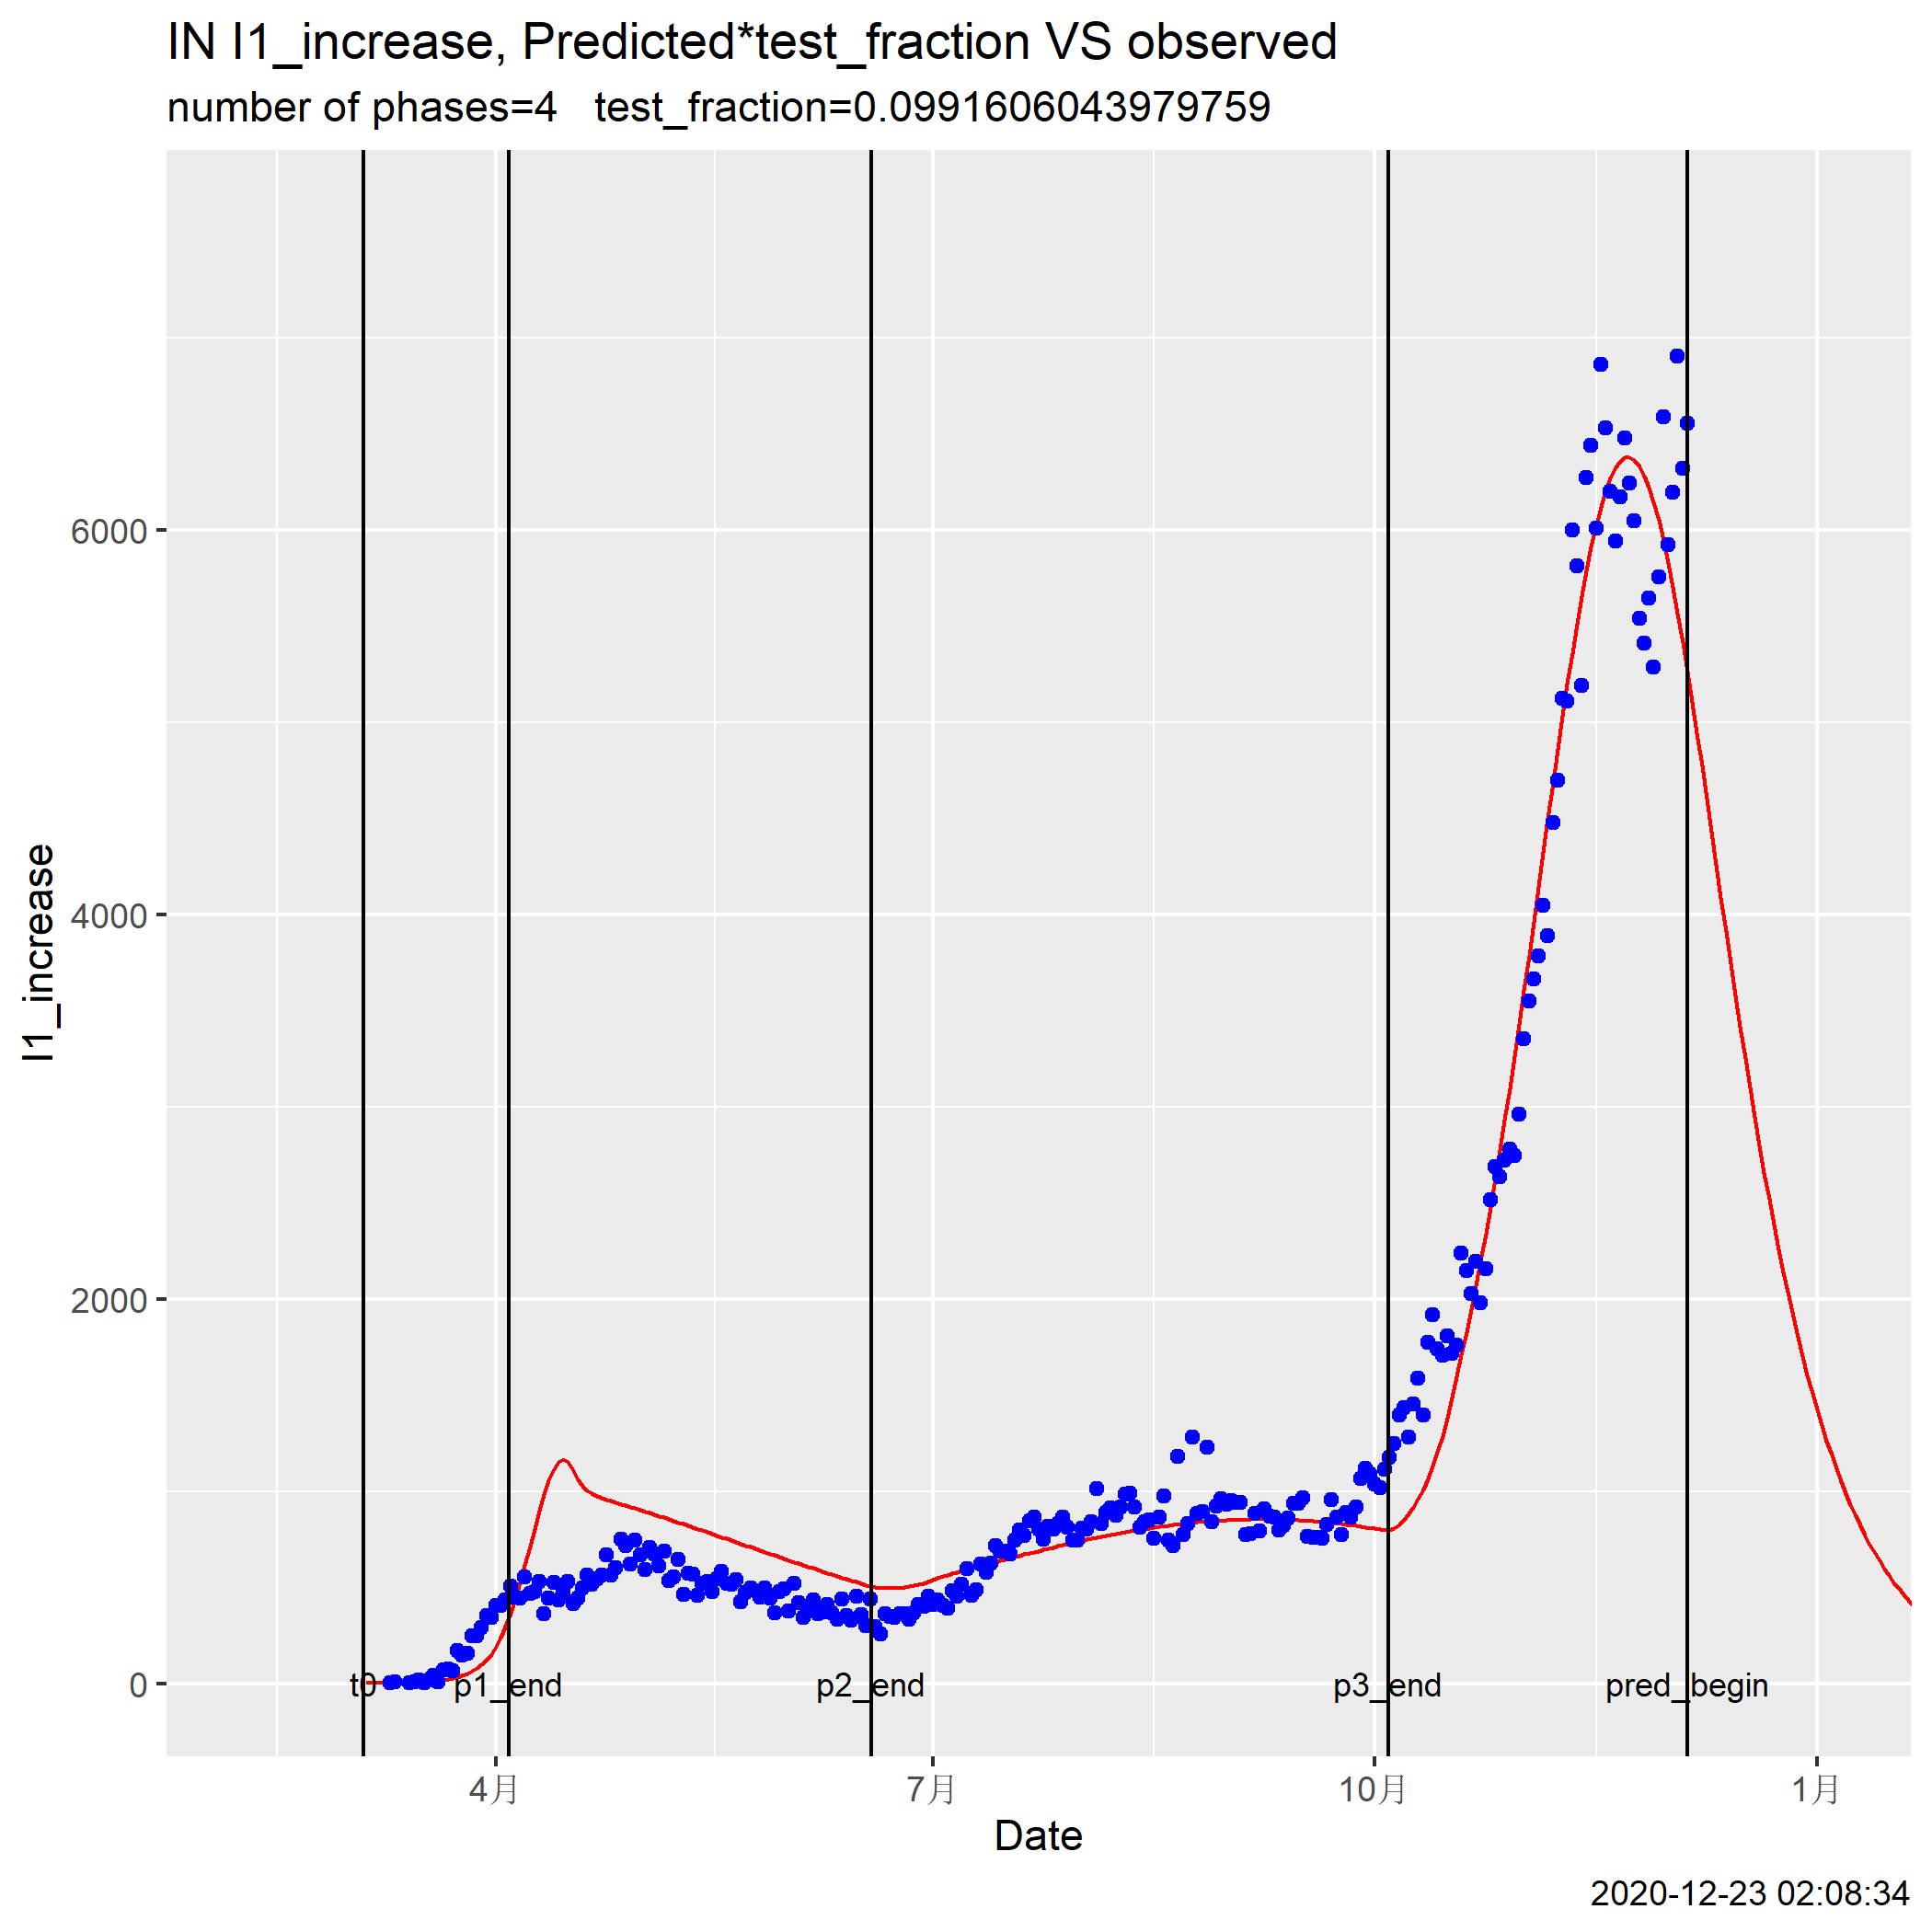 IN I1_increase, Predicted*test_fraction VS observed
number of phases=4 test_fraction=0.0991606043979759
I1_increase
6000
4000
2000
0
t0 p1_end p2_end p3_end pred_begin
4月 7月 10月 1月
Date
2020-12-23 02:08:34